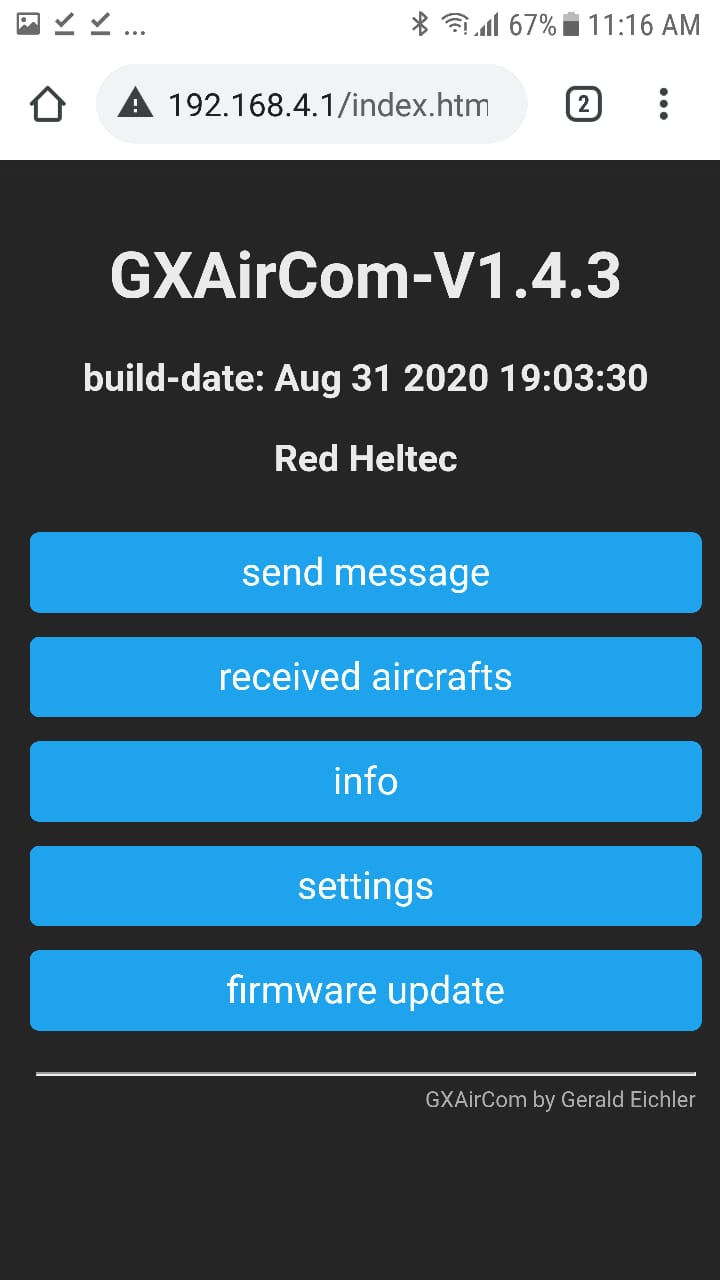 ... 67% 11:16 AM
192.168.4.1/index.htm 2
GXAirCom-V1.4.3
build-date: Aug 31 2020 19:03:30
Red Heltec
send message
received aircrafts
info
settings
firmware update
GXAirCom by Gerald Eichler